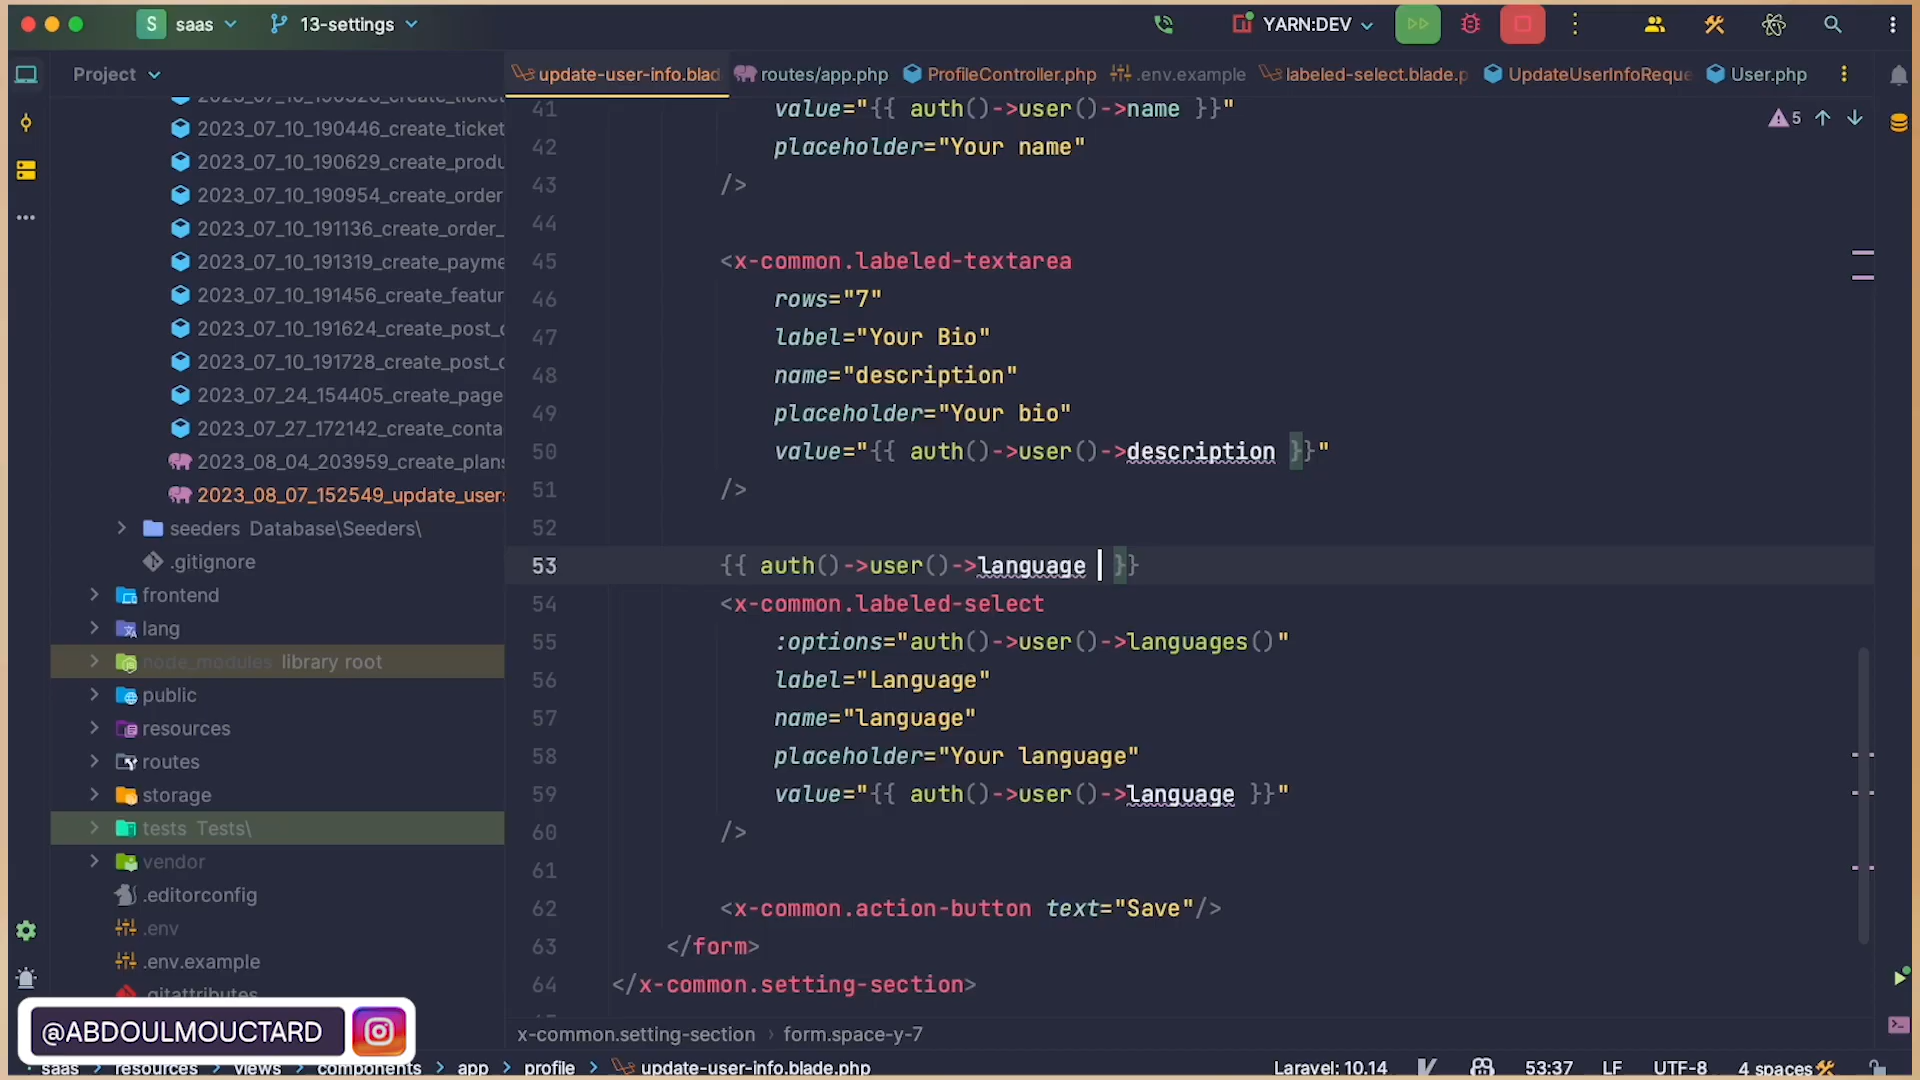 S saas 13-settings YARN:DEV
Project
update-user-info.blad routes/app.php ProfileController.php .env.example labeled-select.blade.p UpdateUserInfoReque User.php
2023_07_10_190446_create_ticket
2023_07_10_190629_create_produ
2023_07_10_190954_create_order
2023_07_10_191136_create_order_
2023_07_10_191319_create_payme
2023_07_10_191456_create_featur
2023_07_10_191624_create_post_c
2023_07_10_191728_create_post_c
2023_07_24_154405_create_page
2023_07_27_172142_create_conta
2023_08_04_203959_create_plans
2023_08_07_152549_update_users
seeders Database\Seeders\
.gitignore
frontend
lang
node_modules library root
public
resources
routes
storage
tests Tests\
vendor
.editorconfig
.env
.env.example
.gitattributes
41 value="{{ auth()->user()->name }}"
42 placeholder="Your name"
43 />
44
45 <x-common.labeled-textarea
46 rows="7"
47 label="Your Bio"
48 name="description"
49 placeholder="Your bio"
50 value="{{ auth()->user()->description }}"
51 />
52
53 {{ auth()->user()->language }}
54 <x-common.labeled-select
55 :options="auth()->user()->languages()"
56 label="Language"
57 name="language"
58 placeholder="Your language"
59 value="{{ auth()->user()->language }}"
60 />
61
62 <x-common.action-button text="Save"/>
63 </form>
64 </x-common.setting-section>
5
x-common.setting-section › form.space-y-7
@ABDOULMOUCTARD
saas › resources › views › components › app › profile › update-user-info.blade.php
Laravel: 10.14 53:37 LF UTF-8 4 spaces